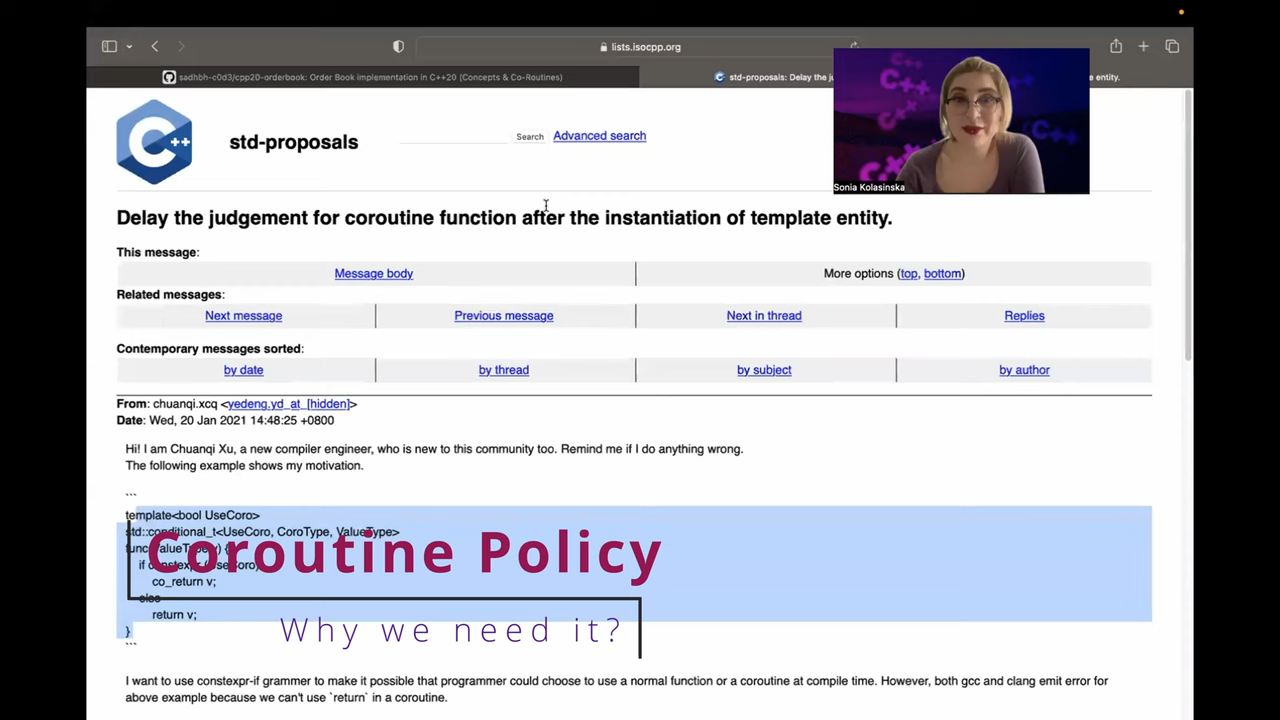 lists.isocpp.org
sadhbh-c0d3/cpp20-orderbook: Order Book implementation in C++20 (Concepts & Co-Routines)
std-proposals: Delay the ju
entity.
Sonia Kolasinska
C++
std-proposals
Search
Advanced search
Delay the judgement for coroutine function after the instantiation of template entity.
This message:
Message body
More options (top, bottom)
Related messages:
Next message
Previous message
Next in thread
Replies
Contemporary messages sorted:
by date
by thread
by subject
by author
From: chuanqi.xcq <yedeng.yd_at_[hidden]>
Date: Wed, 20 Jan 2021 14:48:25 +0800
Hi! I am Chuanqi Xu, a new compiler engineer, who is new to this community too. Remind me if I do anything wrong.
The following example shows my motivation.
```
template<bool UseCoro>
std::conditional_t<UseCoro, CoroType, ValueType>
func(ValueType v) {
if constexpr (UseCoro)
co_return v;
else
return v;
}
```
Coroutine Policy
Why we need it?
I want to use constexpr-if grammer to make it possible that programmer could choose to use a normal function or a coroutine at compile time. However, both gcc and clang emit error for
above example because we can't use `return` in a coroutine.